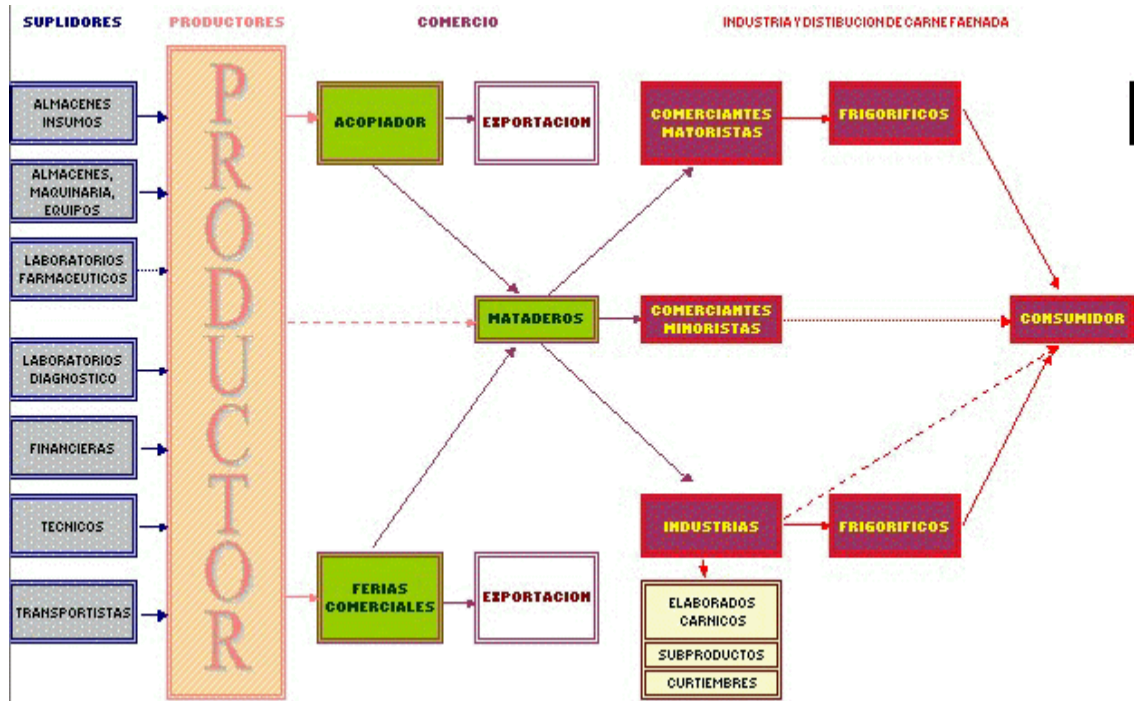 SUPLIDORES
PRODUCTORES
COMERCIO
INDUSTRIA Y DISTIBUCION DE CARNE FAENADA
ALMACENES
INSUMOS
ALMACENES,
MAQUINARIA,
EQUIPOS
LABORATORIOS
FARMACEUTICOS
LABORATORIOS
DIAGNOSTICO
FINANCIERAS
TECNICOS
TRANSPORTISTAS
PRODUCTOR
ACOPIADOR
EXPORTACION
MATADEROS
FERIAS
COMERCIALES
EXPORTACION
COMERCIANTES
MATORISTAS
FRIGORIFICOS
COMERCIANTES
MINORISTAS
CONSUMIDOR
INDUSTRIAS
FRIGORIFICOS
ELABORADOS
CARNICOS
SUBPRODUCTOS
CURTIEMBRES